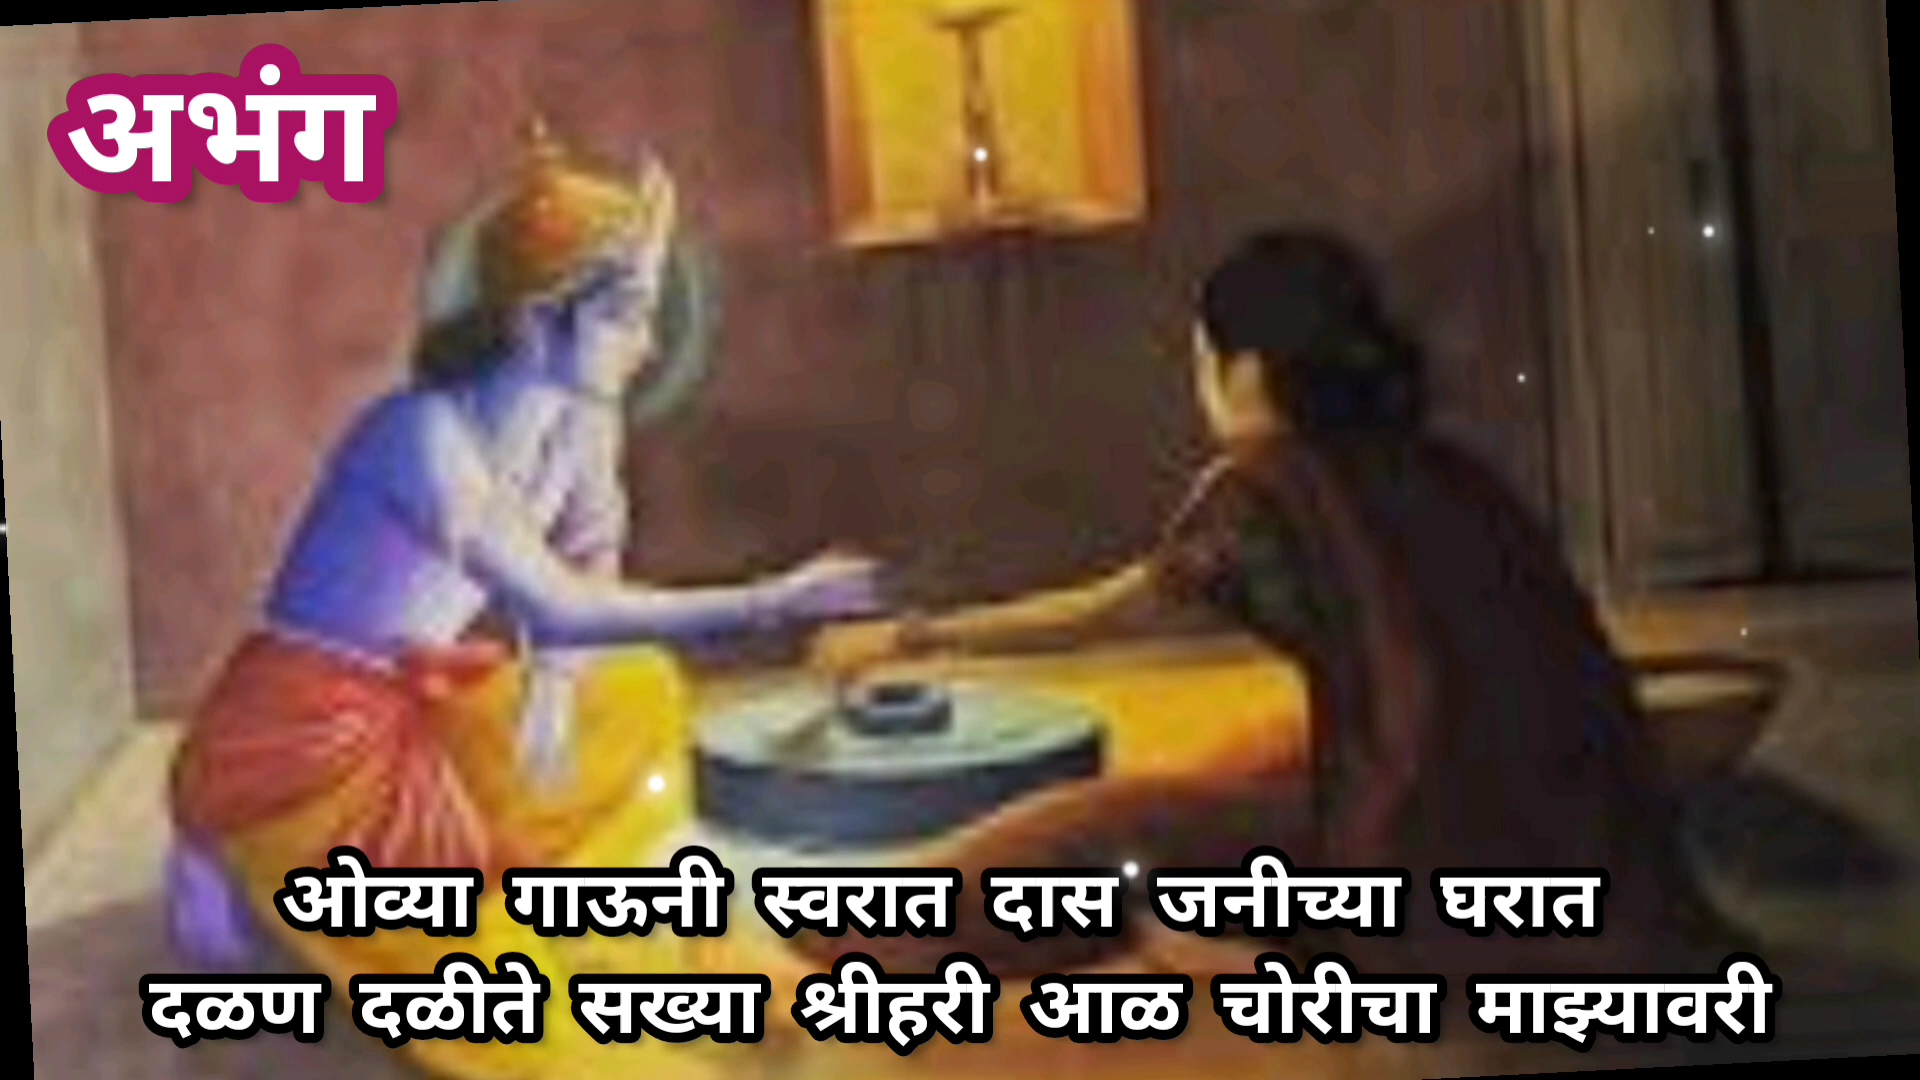 अभंग
ओव्या गाऊनी स्वरात दास जनीच्या घरात
दळण दळीते सख्या श्रीहरी आळ चोरीचा माझ्यावरी